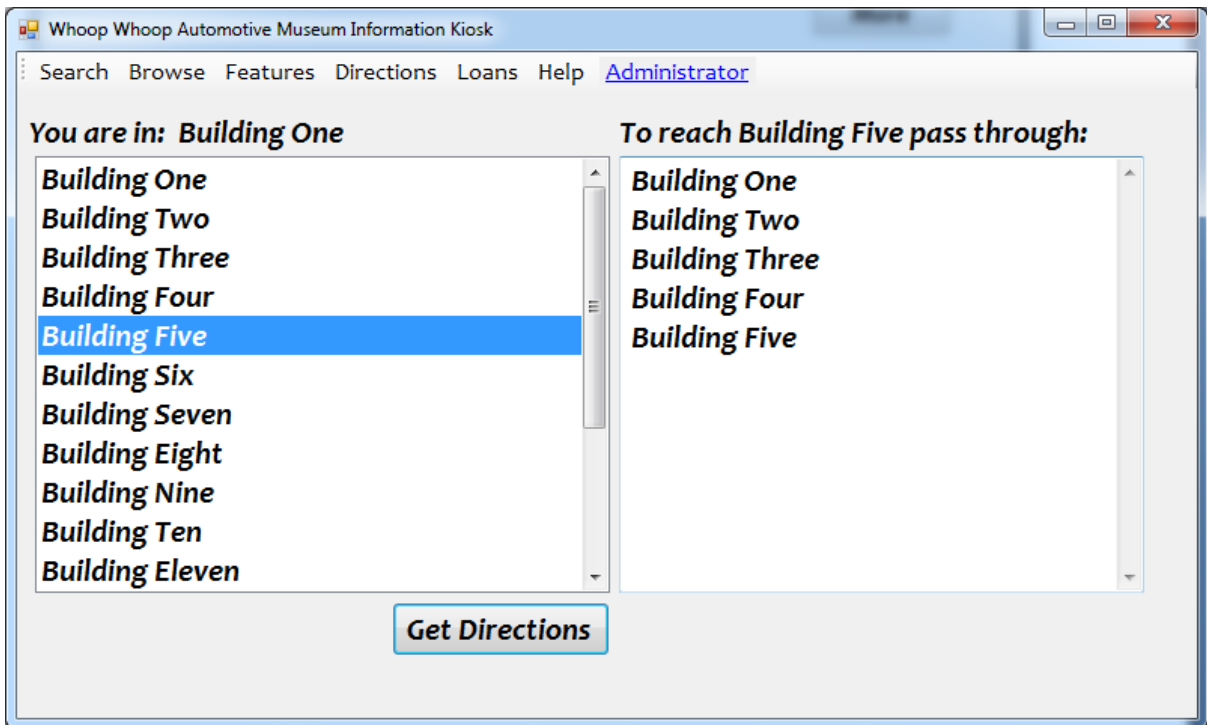 Whoop Whoop Automotive Museum Information Kiosk
Search Browse Features Directions Loans Help Administrator
You are in: Building One
Building One
Building Two
Building Three
Building Four
Building Five
Building Six
Building Seven
Building Eight
Building Nine
Building Ten
Building Eleven
Get Directions
To reach Building Five pass through:
Building One
Building Two
Building Three
Building Four
Building Five